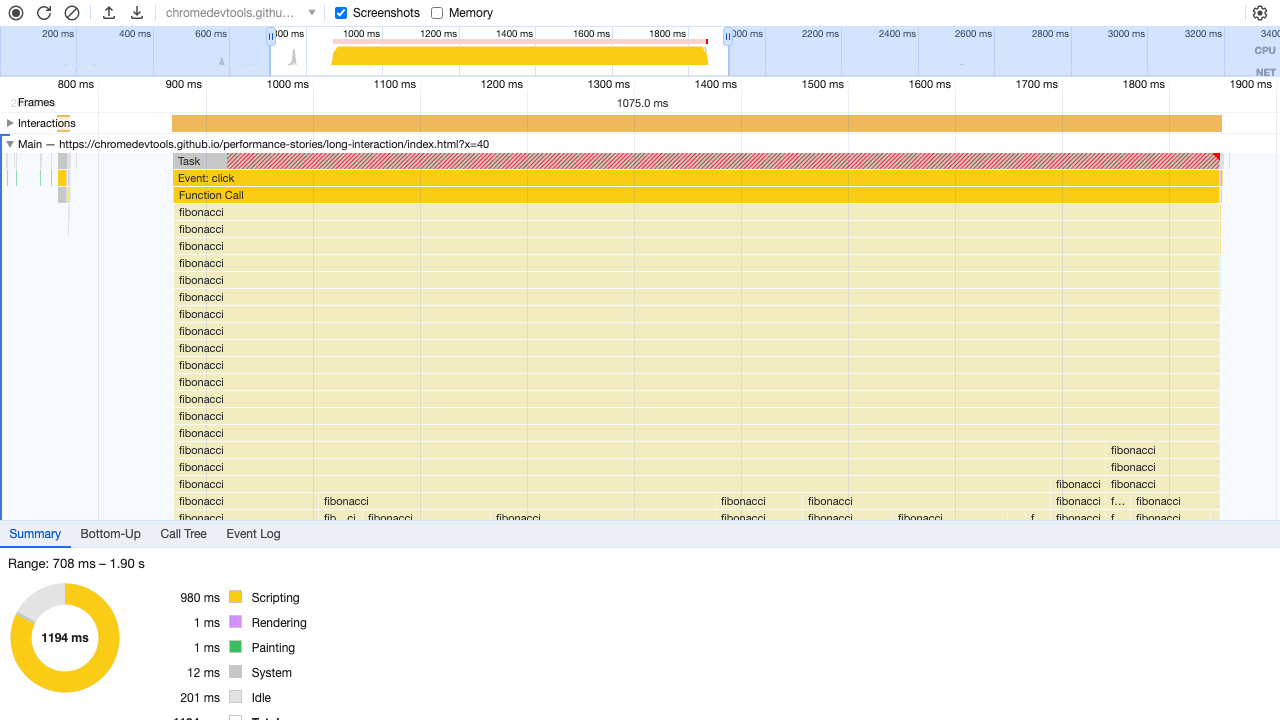 chromedevtools.githu… Screenshots Memory
200 ms 400 ms 600 ms 800 ms 1000 ms 1200 ms 1400 ms 1600 ms 1800 ms 2000 ms 2200 ms 2400 ms 2600 ms 2800 ms 3000 ms 3200 ms 3400
CPU
NET
800 ms 900 ms 1000 ms 1100 ms 1200 ms 1300 ms 1400 ms 1500 ms 1600 ms 1700 ms 1800 ms 1900 ms
Frames 1075.0 ms
Interactions
Main — https://chromedevtools.github.io/performance-stories/long-interaction/index.html?x=40
Task
Event: click
Function Call
fibonacci
fibonacci
fibonacci
fibonacci
fibonacci
fibonacci
fibonacci
fibonacci
fibonacci
fibonacci
fibonacci
fibonacci
fibonacci
fibonacci
fibonacci fibonacci
fibonacci fibonacci
fibonacci fibonacci fibonacci
fibonacci fibonacci fibonacci fibonacci fibonacci f… fibonacci
fibonacci fib… ci fibonacci fibonacci fibonacci fibonacci fibonacci f fibonacci f fibonacci
Summary Bottom-Up Call Tree Event Log
Range: 708 ms – 1.90 s
1194 ms
980 ms Scripting
1 ms Rendering
1 ms Painting
12 ms System
201 ms Idle